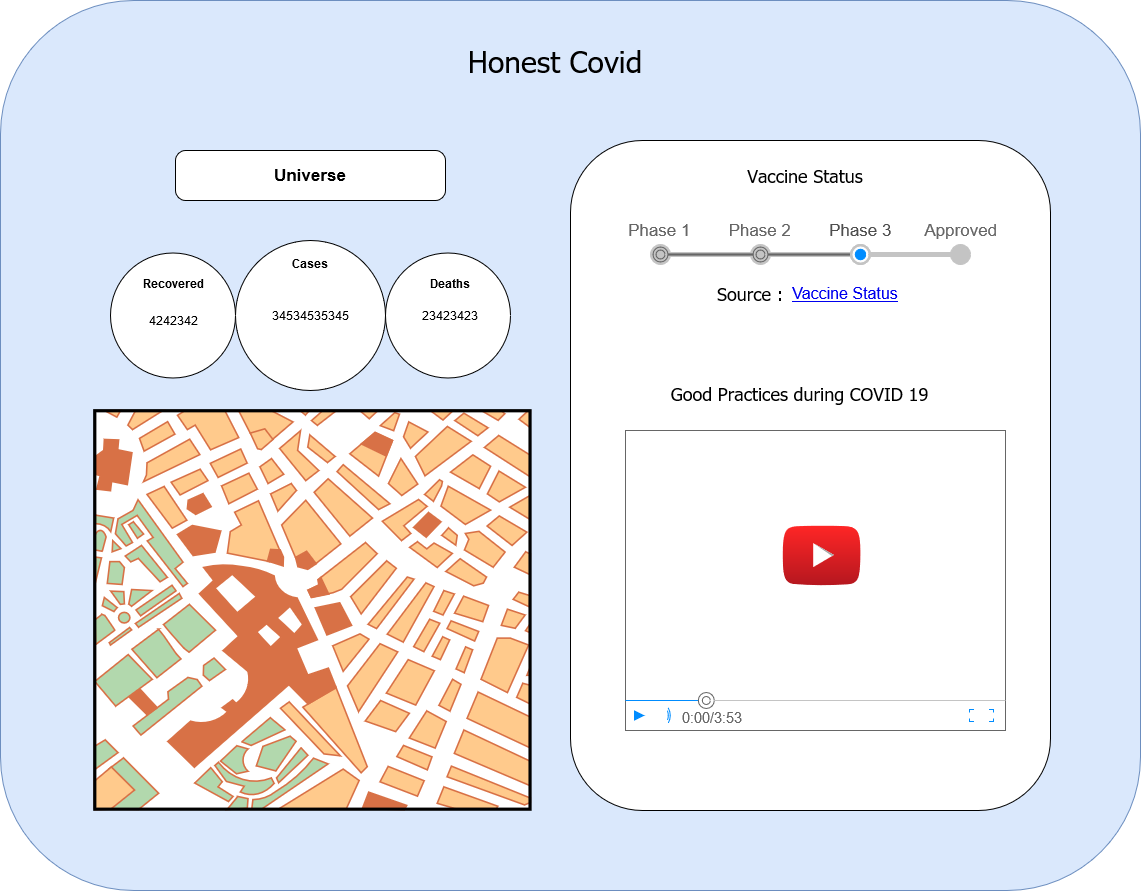 Honest Covid
Universe
Recovered
4242342
Cases
34534535345
Deaths
23423423
Vaccine Status
Phase 1
Phase 2
Phase 3
Approved
Source : Vaccine Status
Good Practices during COVID 19
0:00/3:53